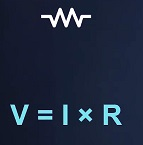 V = I × R